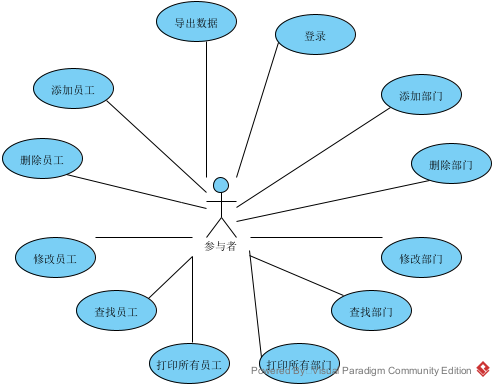 导出数据
登录
添加员工
添加部门
删除员工
删除部门
参与者
修改员工
修改部门
查找员工
查找部门
打印所有员工
打印所有部门
Powered By: Visual Paradigm Community Edition